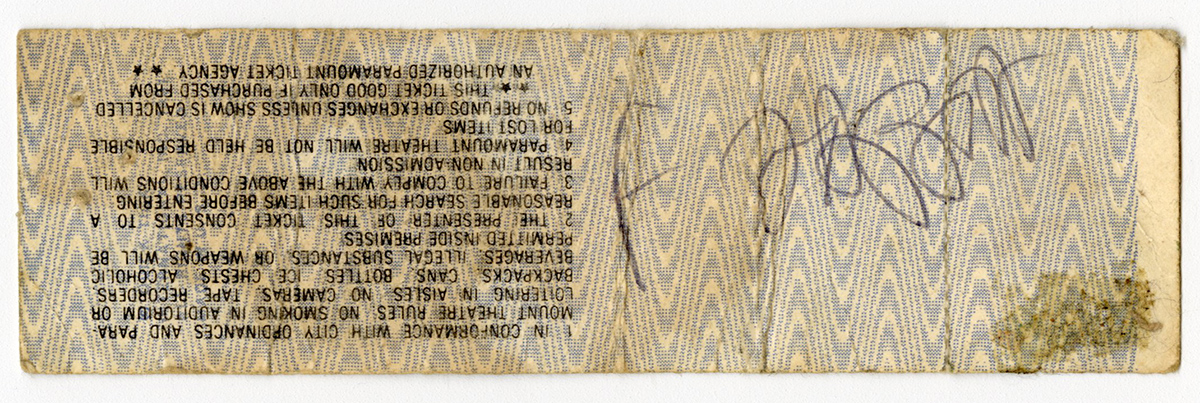 1 IN CONFORMANCE WITH CITY ORDINANCES AND PARA-
MOUNT THEATRE RULES, NO SMOKING IN AUDITORIUM OR
LOITERING IN AISLES. NO CAMERAS, TAPE RECORDERS,
BACKPACKS, CANS, BOTTLES, ICE CHESTS, ALCOHOLIC
BEVERAGES, ILLEGAL SUBSTANCES, OR WEAPONS WILL BE
PERMITTED INSIDE PREMISES
2 THE PRESENTER OF THIS TICKET CONSENTS TO A
REASONABLE SEARCH FOR SUCH ITEMS BEFORE ENTERING
3 FAILURE TO COMPLY WITH THE ABOVE CONDITIONS WILL
RESULT IN NON-ADMISSION
4 PARAMOUNT THEATRE WILL NOT BE HELD RESPONSIBLE
FOR LOST ITEMS
5 NO REFUNDS OR EXCHANGES UNLESS SHOW IS CANCELLED
★★ THIS TICKET GOOD ONLY IF PURCHASED FROM
AN AUTHORIZED PARAMOUNT TICKET AGENCY ★★